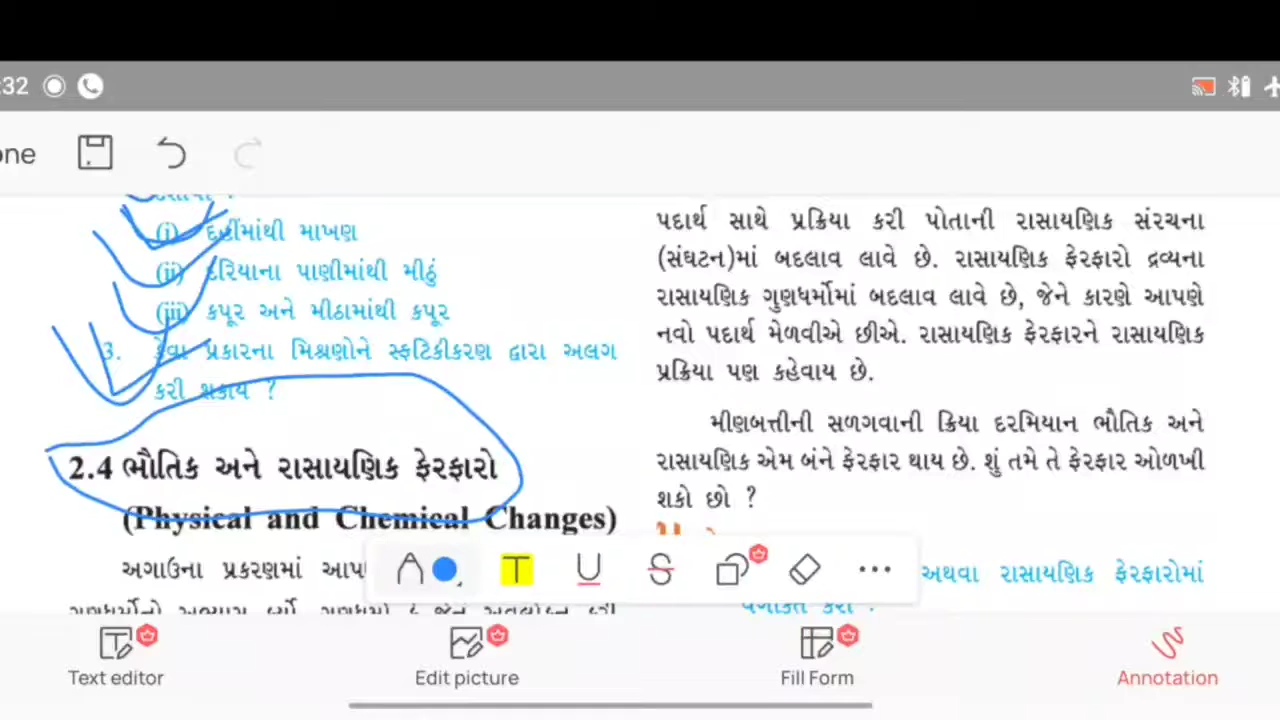 :32
one
(i) દહીંમાંથી માખણ
(ii) દરિયાના પાણીમાંથી મીઠું
(iii) કપૂર અને મીઠામાંથી કપૂર
3. કેવા પ્રકારના મિશ્રણોને સ્ફટિકીકરણ દ્વારા અલગ
કરી શકાય ?
2.4 ભૌતિક અને રાસાયણિક ફેરફારો
(Physical and Chemical Changes)
અગાઉના પ્રકરણમાં
પદાર્થ સાથે પ્રક્રિયા કરી પોતાની રાસાયણિક સંરચના
(સંઘટન)માં બદલાવ લાવે છે. રાસાયણિક ફેરફારો દ્રવ્યના
રાસાયણિક ગુણધર્મોમાં બદલાવ લાવે છે, જેને કારણે આપણે
નવો પદાર્થ મેળવીએ છીએ. રાસાયણિક ફેરફારને રાસાયણિક
પ્રક્રિયા પણ કહેવાય છે.
મીણબત્તીની સળગવાની ક્રિયા દરમિયાન ભૌતિક અને
રાસાયણિક એમ બંને ફેરફાર થાય છે. શું તમે તે ફેરફાર ઓળખી
શકો છો ?
અથવા રાસાયણિક ફેરફારોમાં
Text editor
Edit picture
Fill Form
Annotation